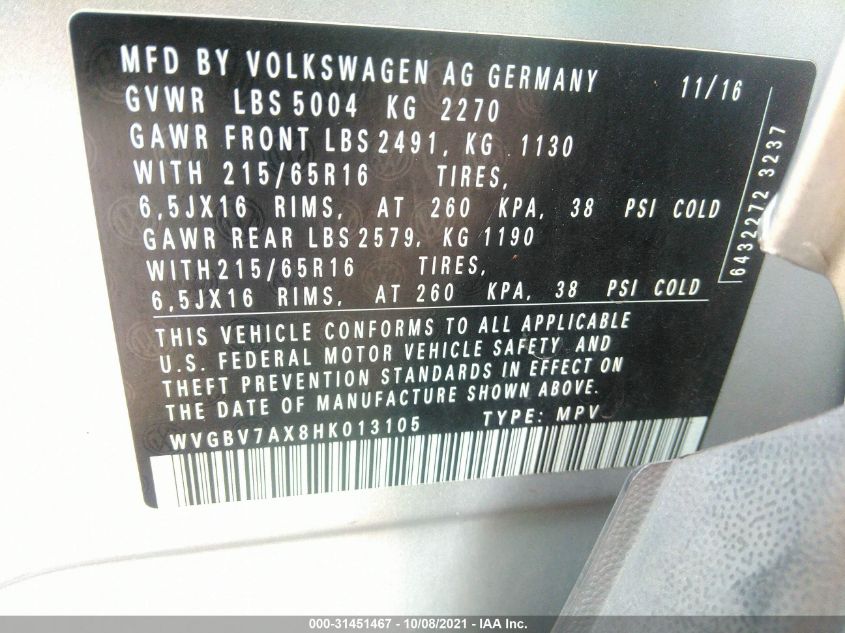 MFD BY VOLKSWAGEN AG GERMANY 11/16
GVWR LBS 5004 KG 2270
GAWR FRONT LBS 2491, KG 1130
WITH 215/65R16 TIRES,
6,5JX16 RIMS, AT 260 KPA, 38 PSI COLD
GAWR REAR LBS 2579, KG 1190
WITH 215/65R16 TIRES,
6,5JX16 RIMS, AT 260 KPA, 38 PSI COLD
6432272 3237
THIS VEHICLE CONFORMS TO ALL APPLICABLE
U.S. FEDERAL MOTOR VEHICLE SAFETY AND
THEFT PREVENTION STANDARDS IN EFFECT ON
THE DATE OF MANUFACTURE SHOWN ABOVE.
WVGBV7AX8HK013105 TYPE: MPV
000-31451467 - 10/08/2021 - IAA Inc.